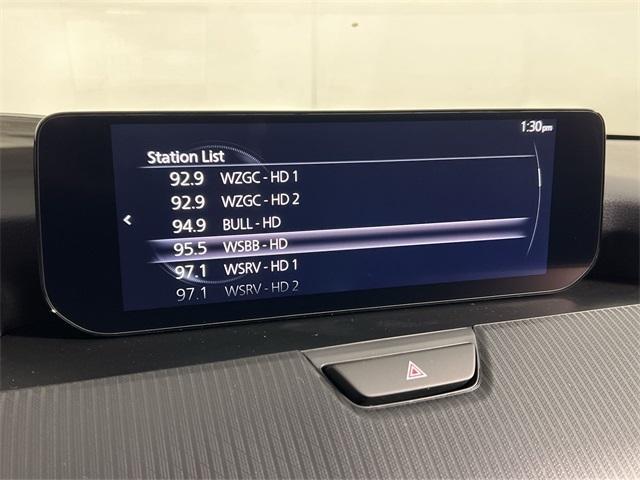 1:30pm
Station List
92.9 WZGC - HD 1
92.9 WZGC - HD 2
94.9 BULL - HD
95.5 WSBB - HD
97.1 WSRV - HD 1
97.1 WSRV - HD 2